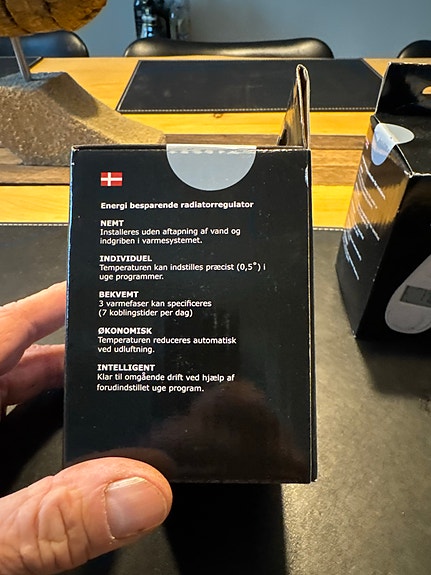 Energi besparende radiatorregulator
NEMT
Installeres uden aftapning af vand og
indgriben i varmesystemet.
INDIVIDUEL
Temperaturen kan indstilles præcist (0,5˚) i
uge programmer.
BEKVEMT
3 varmefaser kan specificeres
(7 koblingstider per dag)
ØKONOMISK
Temperaturen reduceres automatisk
ved udluftning.
INTELLIGENT
Klar til omgående drift ved hjælp af
forudindstillet uge program.